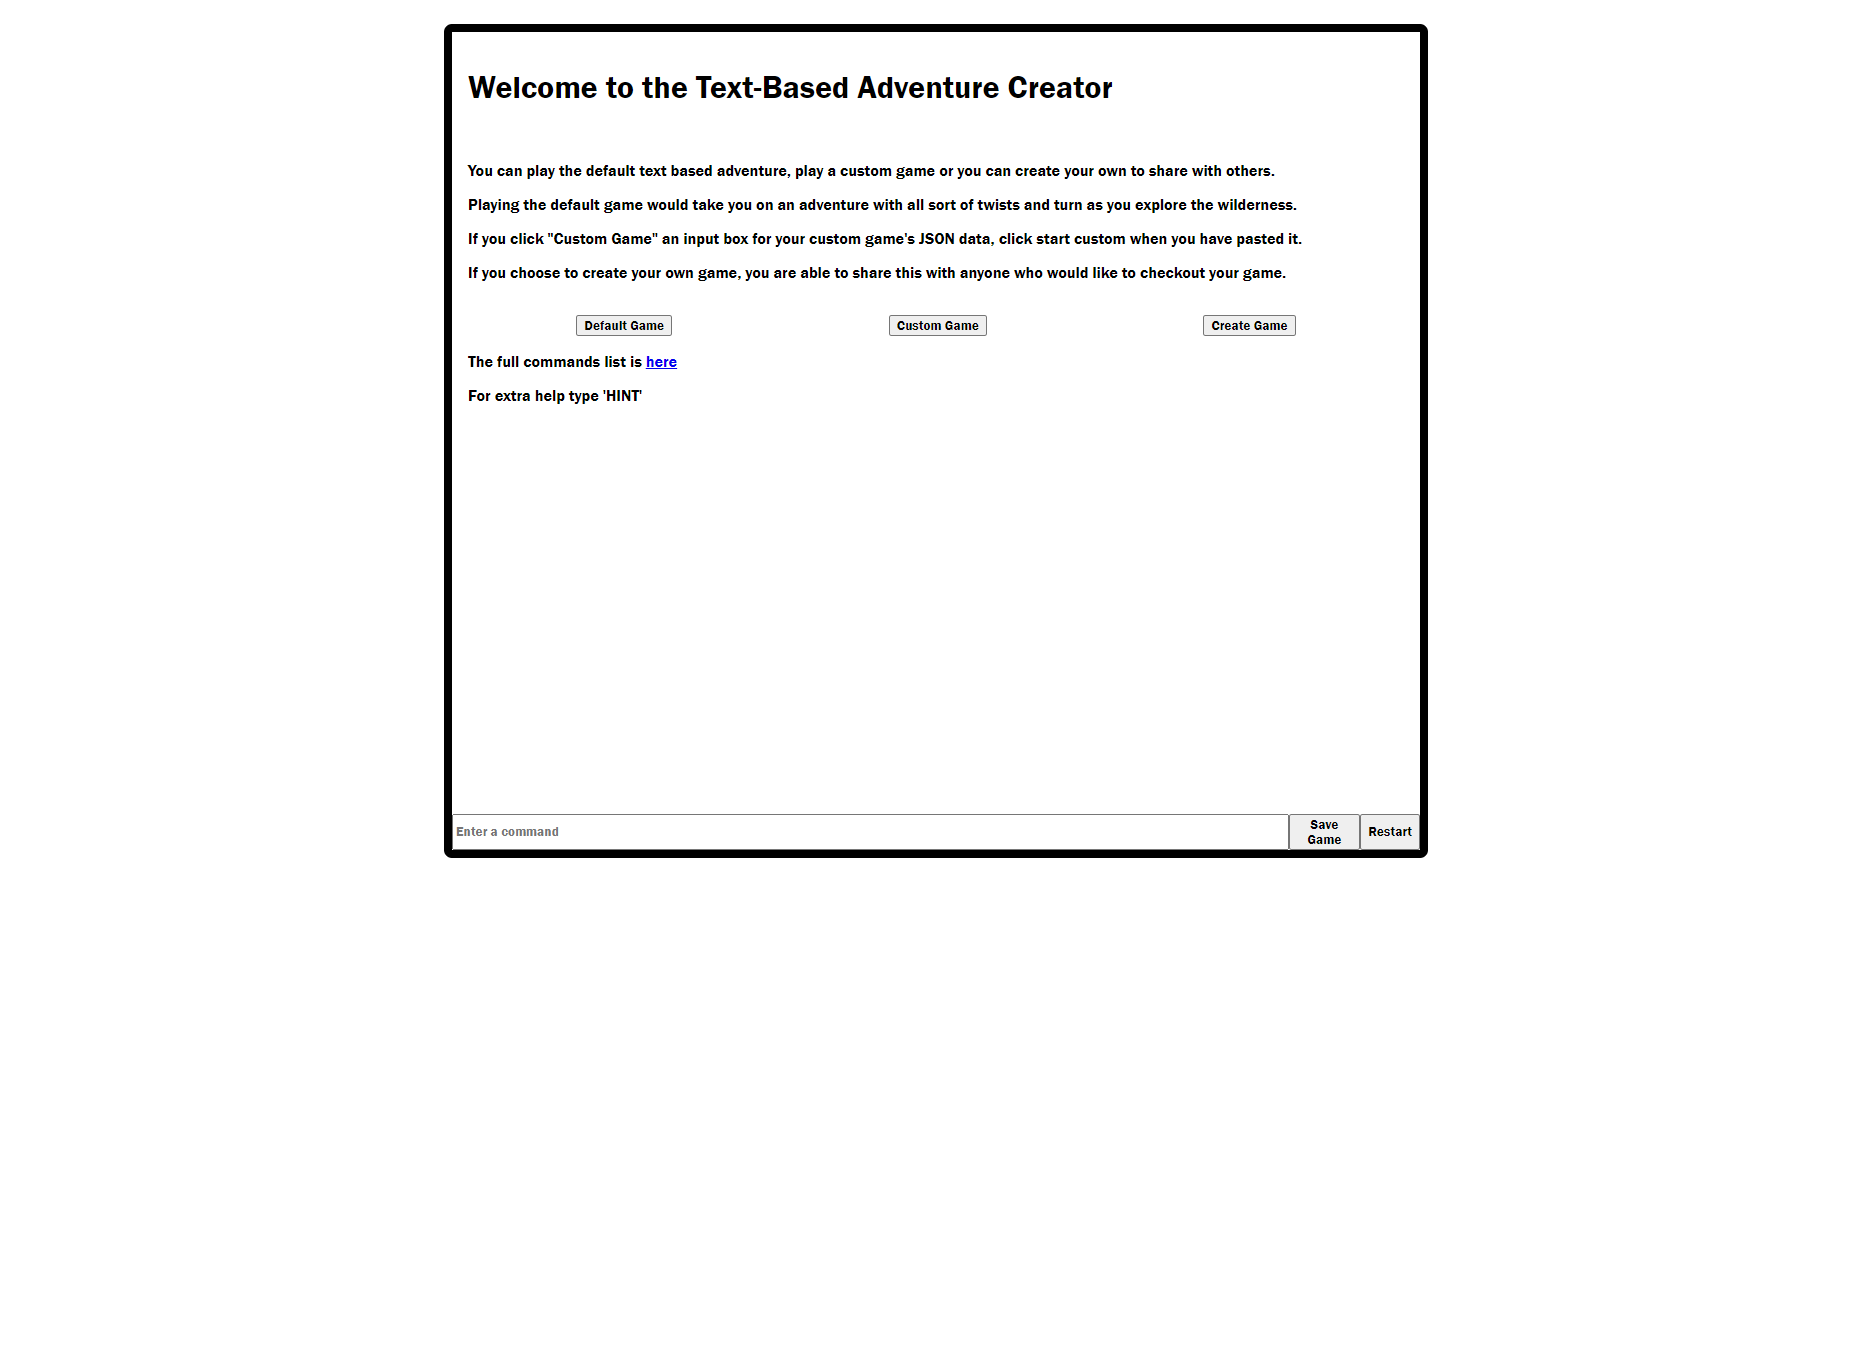 Welcome to the Text-Based Adventure Creator
You can play the default text based adventure, play a custom game or you can create your own to share with others.
Playing the default game would take you on an adventure with all sort of twists and turn as you explore the wilderness.
If you click "Custom Game" an input box for your custom game's JSON data, click start custom when you have pasted it.
If you choose to create your own game, you are able to share this with anyone who would like to checkout your game.
Default Game Custom Game Create Game
The full commands list is here
For extra help type 'HINT'
Enter a command
Save
Game
Restart